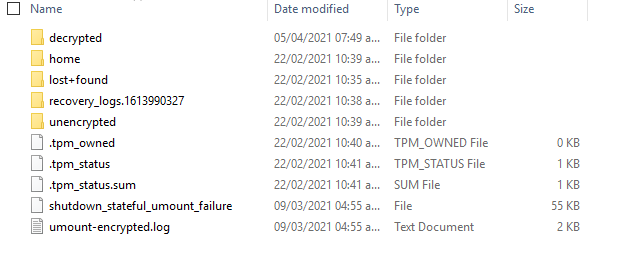 Name Date modified Type Size
decrypted 05/04/2021 07:49 a... File folder
home 22/02/2021 10:39 a... File folder
lost+found 22/02/2021 10:35 a... File folder
recovery_logs.1613990327 22/02/2021 10:38 a... File folder
unencrypted 22/02/2021 10:39 a... File folder
.tpm_owned 22/02/2021 10:40 a... TPM_OWNED File 0 KB
.tpm_status 22/02/2021 10:41 a... TPM_STATUS File 1 KB
.tpm_status.sum 22/02/2021 10:41 a... SUM File 1 KB
shutdown_stateful_umount_failure 09/03/2021 04:55 a... File 55 KB
umount-encrypted.log 09/03/2021 04:55 a... Text Document 2 KB